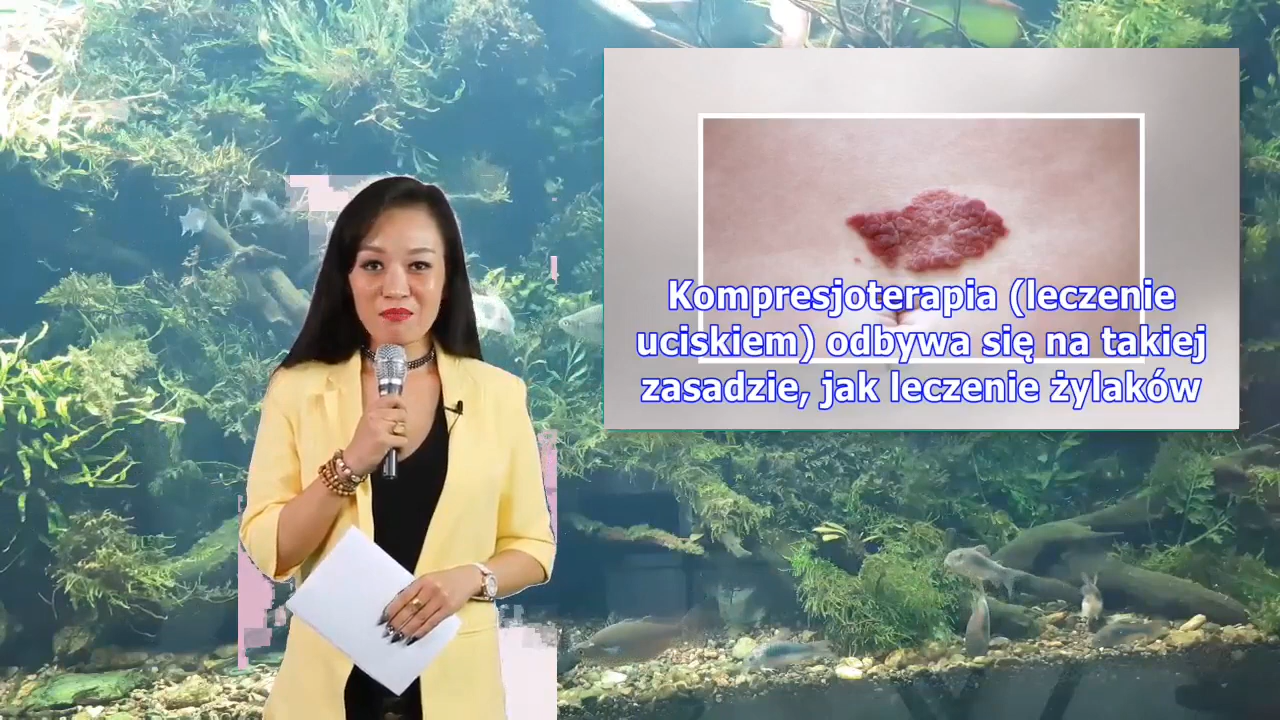 Kompresjoterapia (leczenie
uciskiem) odbywa się na takiej
zasadzie, jak leczenie żylaków